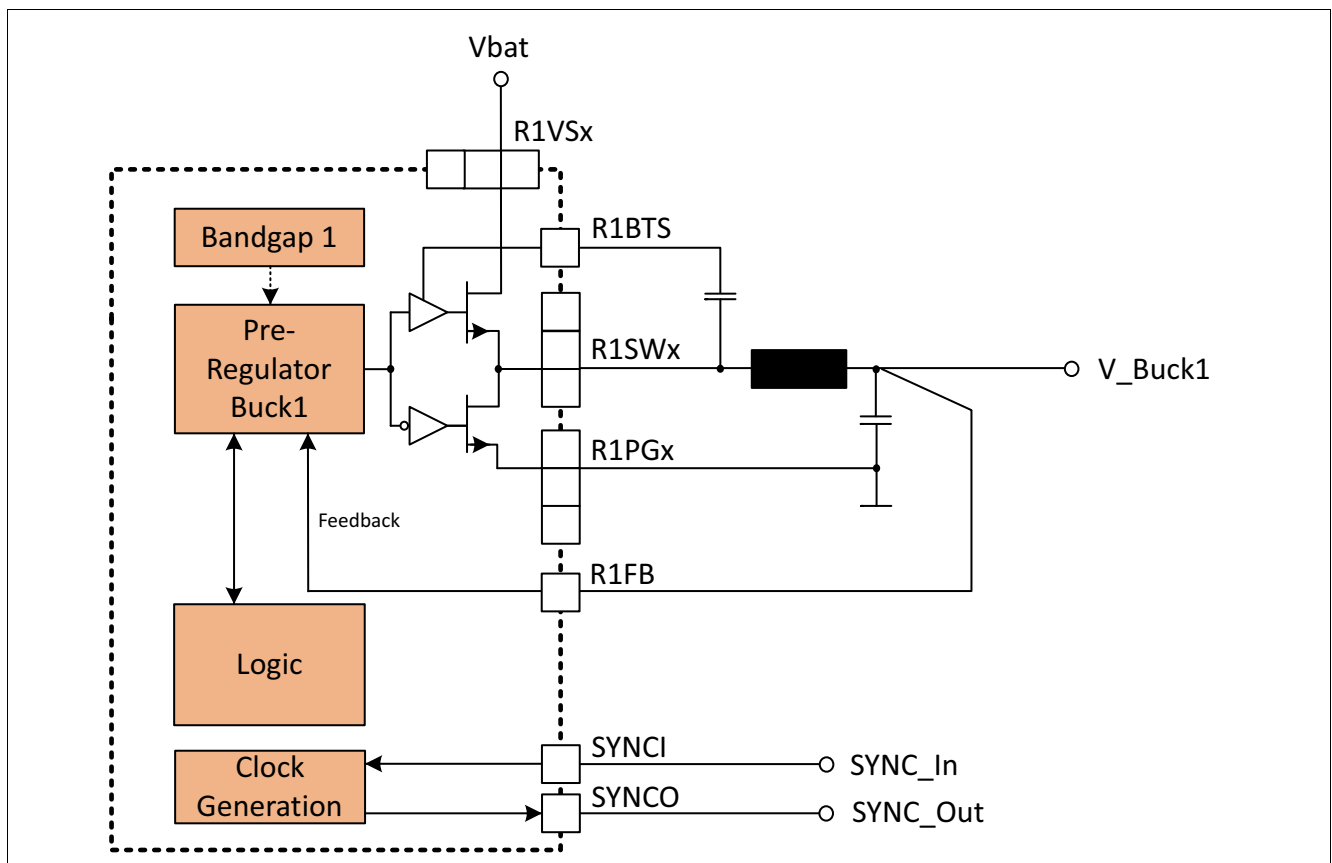 Vbat
R1VSx
Bandgap 1
R1BTS
Pre-
Regulator
Buck1
R1SWx
V_Buck1
R1PGx
Feedback
R1FB
Logic
SYNCI
SYNC_In
Clock
Generation
SYNCO
SYNC_Out